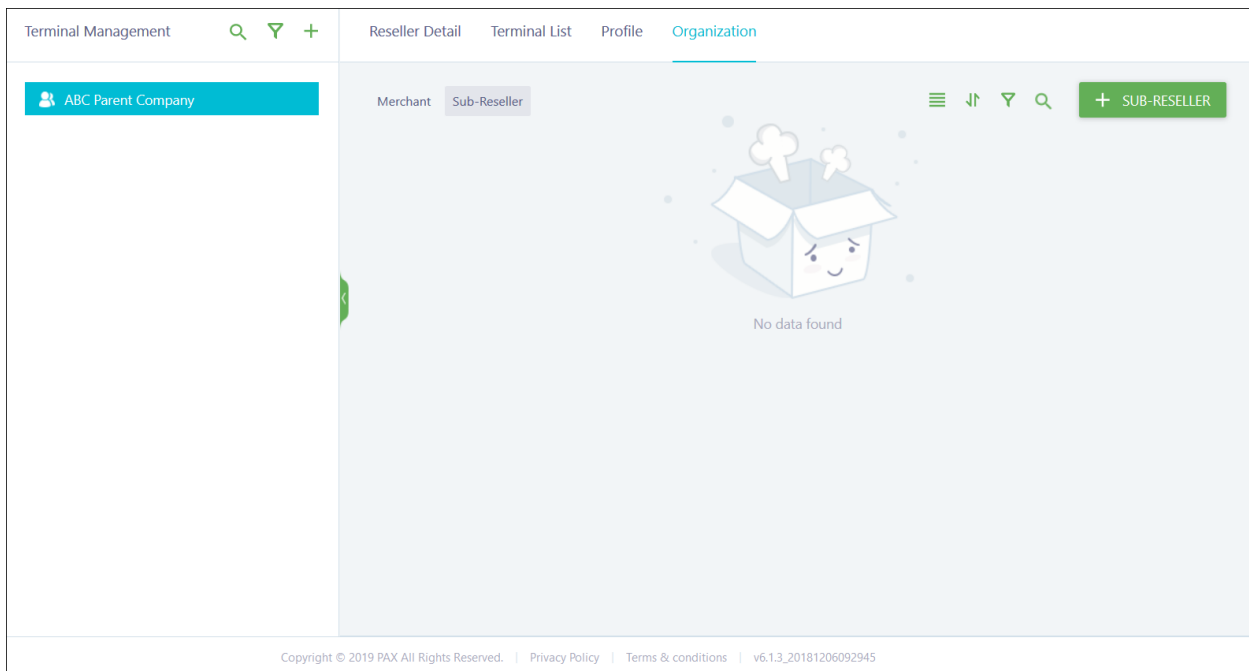 Terminal Management
Reseller Detail Terminal List Profile Organization
ABC Parent Company
Merchant Sub-Reseller + SUB-RESELLER
No data found
Copyright © 2019 PAX All Rights Reserved. | Privacy Policy | Terms & conditions | v6.1.3_20181206092945